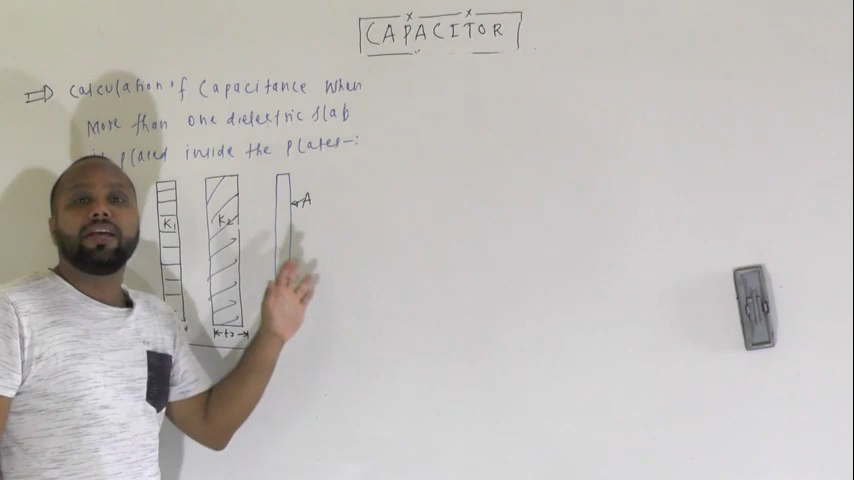 CAPACITOR
⇒ Calculation of Capacitance when
More than one dielectric slab
placed inside the plates-:
K1
K2
A
t2